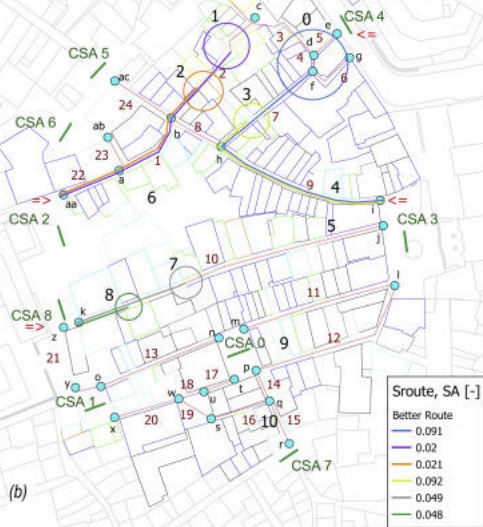 1
0
CSA 4
c
e
<=
3
5
d
4
g
6
f
CSA 5
ac
2
2
24
3
7
b
8
h
CSA 6
ab
23
1
22
a
aa
6
9
4
=>
<=
i
CSA 2
5
j
CSA 3
10
7
8
CSA 8
k
=>
z
l
11
21
n
m
13
CSA 0
9
12
y
o
p
CSA 1
18
17
t
14
w
u
q
x
20
19
s
16
10
15
r
CSA 7
(b)
Sroute, SA [-]
Better Route
0.091
0.02
0.021
0.092
0.049
0.048